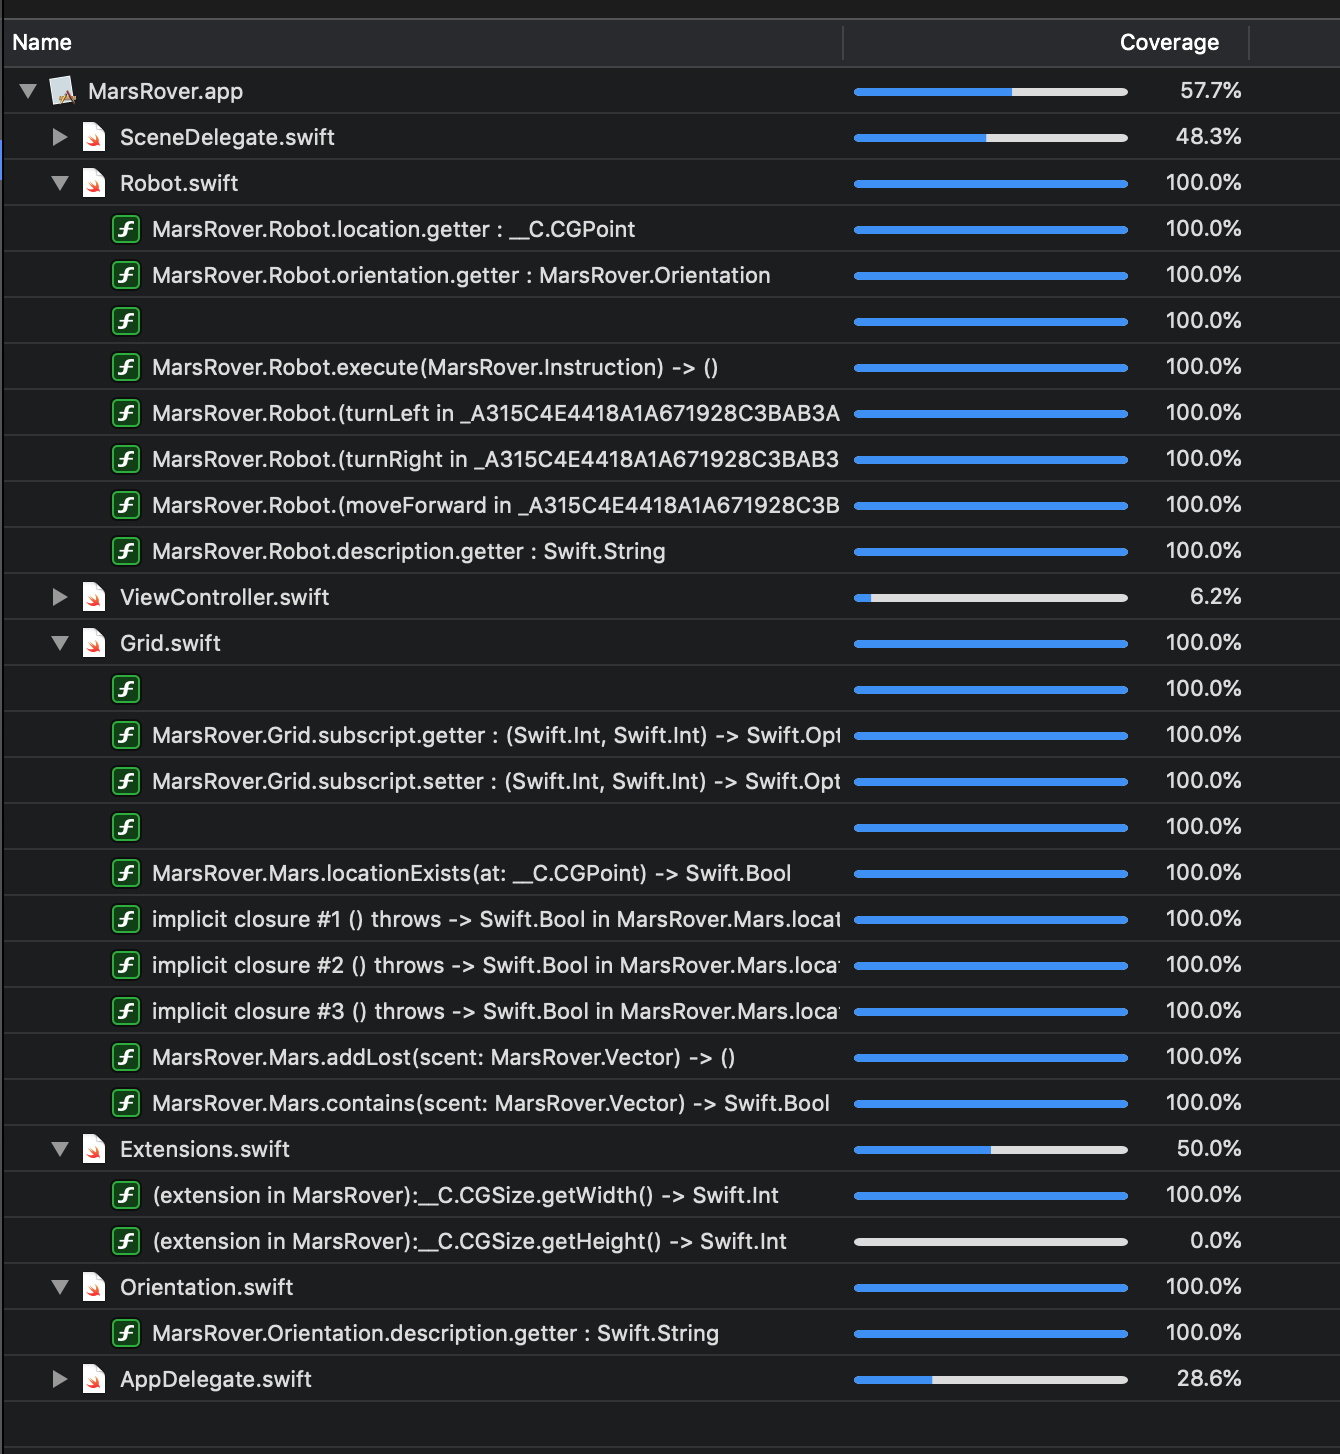 Name Coverage
MarsRover.app 57.7%
SceneDelegate.swift 48.3%
Robot.swift 100.0%
MarsRover.Robot.location.getter : __C.CGPoint 100.0%
MarsRover.Robot.orientation.getter : MarsRover.Orientation 100.0%
100.0%
MarsRover.Robot.execute(MarsRover.Instruction) -> () 100.0%
MarsRover.Robot.(turnLeft in _A315C4E4418A1A671928C3BAB3A 100.0%
MarsRover.Robot.(turnRight in _A315C4E4418A1A671928C3BAB3 100.0%
MarsRover.Robot.(moveForward in _A315C4E4418A1A671928C3B 100.0%
MarsRover.Robot.description.getter : Swift.String 100.0%
ViewController.swift 6.2%
Grid.swift 100.0%
100.0%
MarsRover.Grid.subscript.getter : (Swift.Int, Swift.Int) -> Swift.Opt 100.0%
MarsRover.Grid.subscript.setter : (Swift.Int, Swift.Int) -> Swift.Opt 100.0%
100.0%
MarsRover.Mars.locationExists(at: __C.CGPoint) -> Swift.Bool 100.0%
implicit closure #1 () throws -> Swift.Bool in MarsRover.Mars.locat 100.0%
implicit closure #2 () throws -> Swift.Bool in MarsRover.Mars.loca 100.0%
implicit closure #3 () throws -> Swift.Bool in MarsRover.Mars.loca 100.0%
MarsRover.Mars.addLost(scent: MarsRover.Vector) -> () 100.0%
MarsRover.Mars.contains(scent: MarsRover.Vector) -> Swift.Bool 100.0%
Extensions.swift 50.0%
(extension in MarsRover):__C.CGSize.getWidth() -> Swift.Int 100.0%
(extension in MarsRover):__C.CGSize.getHeight() -> Swift.Int 0.0%
Orientation.swift 100.0%
MarsRover.Orientation.description.getter : Swift.String 100.0%
AppDelegate.swift 28.6%